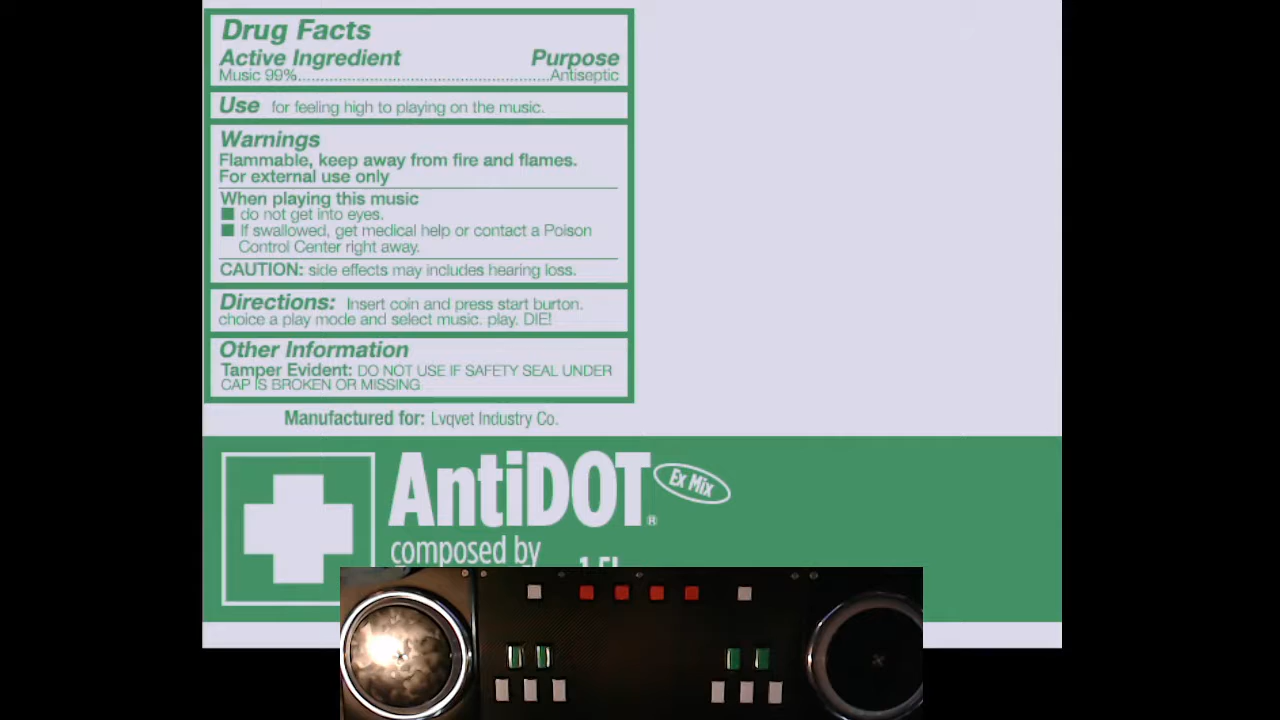 Drug Facts
Active Ingredient Purpose
Music 99%......................................................Antiseptic
Use for feeling high to playing on the music.
Warnings
Flammable, keep away from fire and flames.
For external use only
When playing this music
■ do not get into eyes.
■ If swallowed, get medical help or contact a Poison
Control Center right away.
CAUTION: side effects may includes hearing loss.
Directions: Insert coin and press start burton.
choice a play mode and select music. play. DIE!
Other Information
Tamper Evident: DO NOT USE IF SAFETY SEAL UNDER
CAP IS BROKEN OR MISSING
Manufactured for: Lvqvet Industry Co.
AntiDOT® Ex Mix
composed by